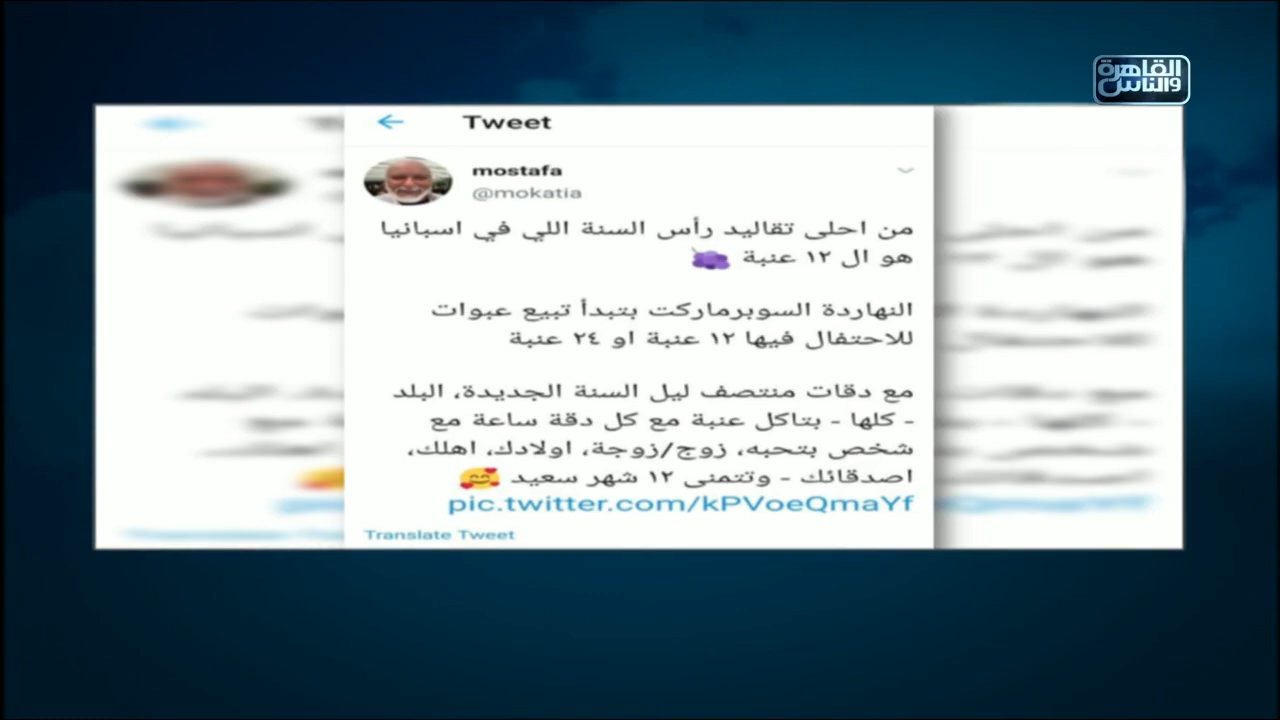 القاهرة
والناس
Tweet
mostafa
@mokatia
من احلى تقاليد رأس السنة اللي في اسبانيا
هو ال ١٢ عنبة 🍇
النهاردة السوبرماركت بتبدأ تبيع عبوات
للاحتفال فيها ١٢ عنبة او ٢٤ عنبة
مع دقات منتصف ليل السنة الجديدة، البلد
- كلها - بتاكل عنبة مع كل دقة ساعة مع
شخص بتحبه، زوج/زوجة، اولادك، اهلك،
اصدقائك - وتتمنى ١٢ شهر سعيد 🥰
pic.twitter.com/kPVoeQmaYf
Translate Tweet